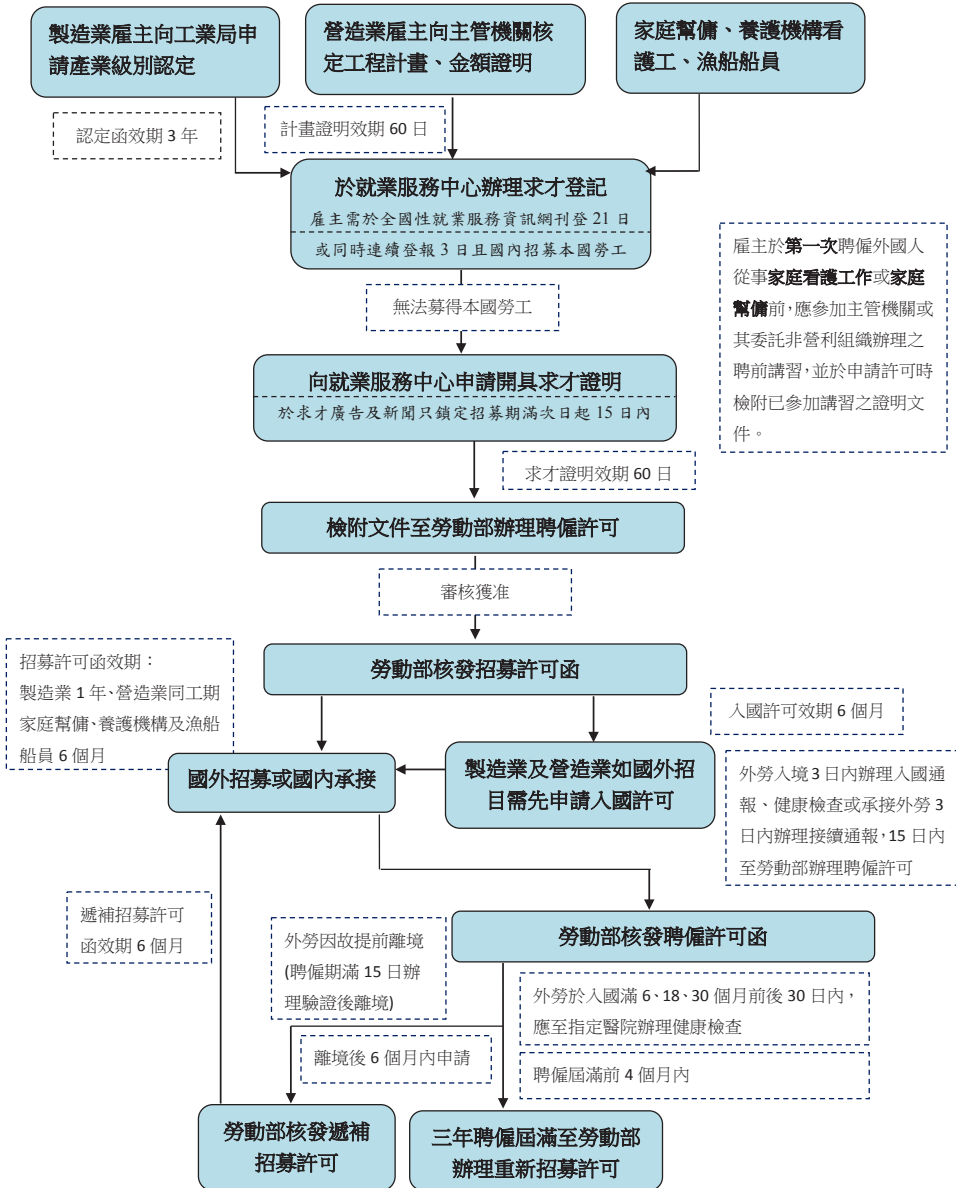 製造業雇主向工業局申
請產業級別認定
營造業雇主向主管機關核
定工程計畫、金額證明
家庭幫傭、養護機構看
護工、漁船船員
認定函效期 3 年
計畫證明效期 60 日
於就業服務中心辦理求才登記
雇主需於全國性就業服務資訊網刊登 21 日
或同時連續登報 3 日且國內招募本國勞工
雇主於第一次聘僱外國人
從事家庭看護工作或家庭
幫傭前，應參加主管機關或
其委託非營利組織辦理之
聘前講習，並於申請許可時
檢附已參加講習之證明文
件。
無法募得本國勞工
向就業服務中心申請開具求才證明
於求才廣告及新聞只鎖定招募期滿次日起 15 日內
求才證明效期 60 日
檢附文件至勞動部辦理聘僱許可
審核獲准
勞動部核發招募許可函
招募許可函效期：
製造業 1 年、營造業同工期
家庭幫傭、養護機構及漁船
船員 6 個月
入國許可效期 6 個月
國外招募或國內承接
製造業及營造業如國外招
目需先申請入國許可
外勞入境 3 日內辦理入國通
報、健康檢查或承接外勞 3
日內辦理接續通報，15 日內
至勞動部辦理聘僱許可
遞補招募許可
函效期 6 個月
外勞因故提前離境
(聘僱期滿 15 日辦
理驗證後離境)
勞動部核發聘僱許可函
外勞於入國滿 6、18、30 個月前後 30 日內，
應至指定醫院辦理健康檢查
離境後 6 個月內申請
聘僱屆滿前 4 個月內
勞動部核發遞補
招募許可
三年聘僱屆滿至勞動部
辦理重新招募許可